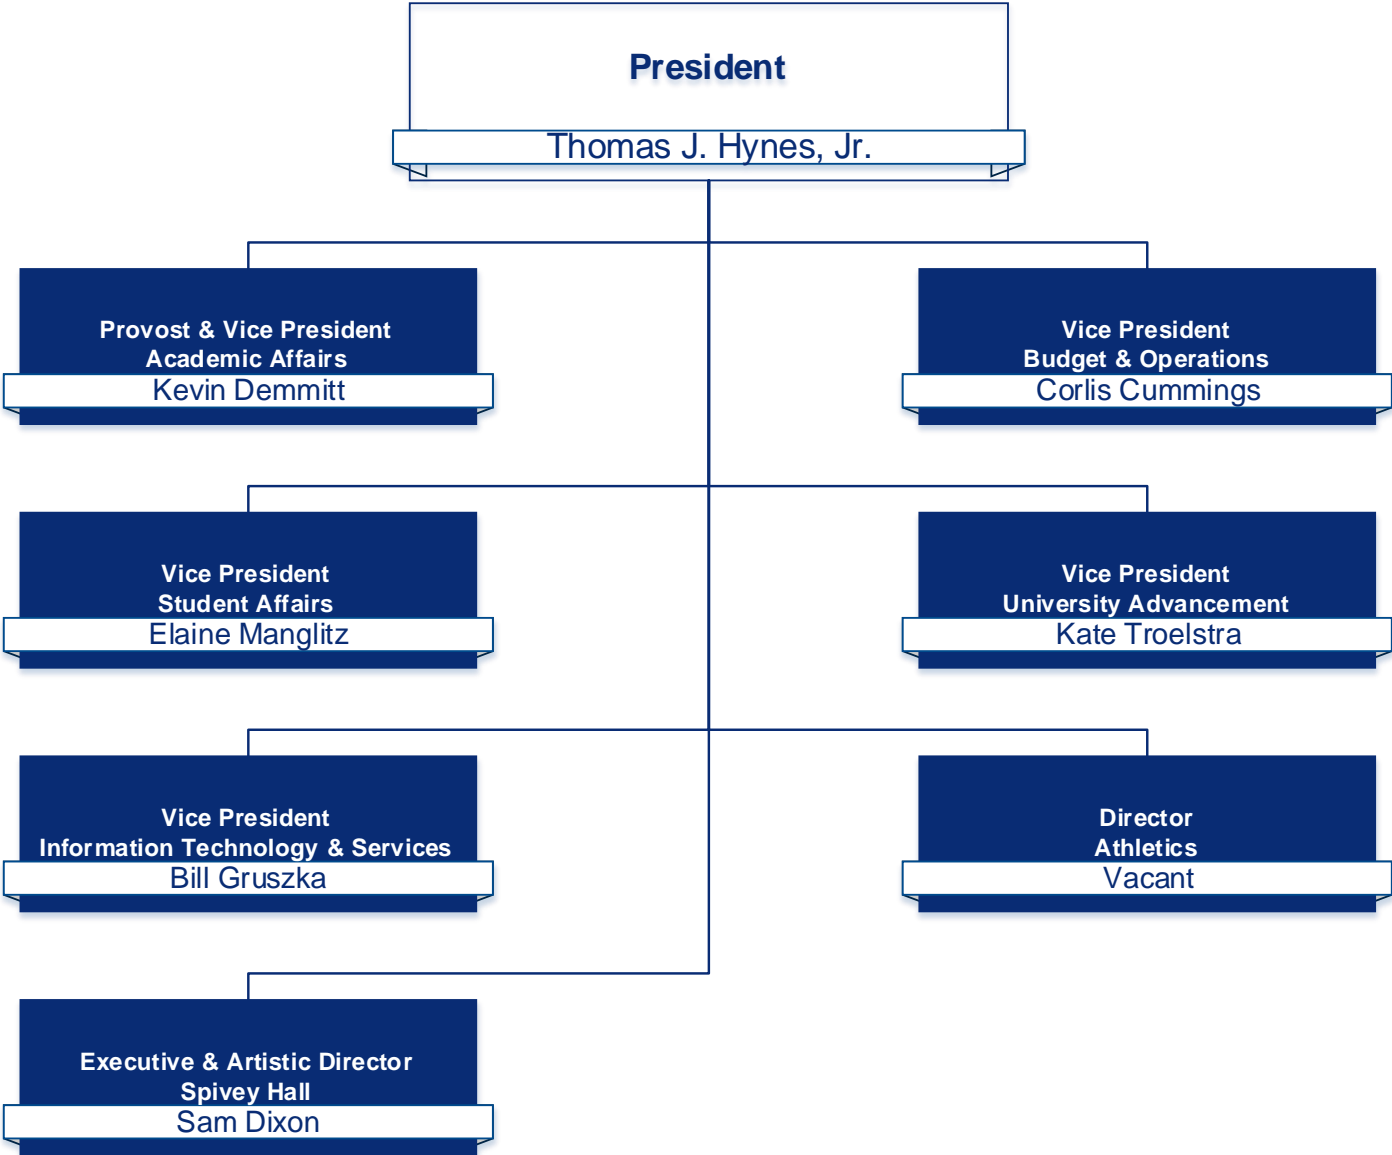 President
Thomas J. Hynes, Jr.
Provost & Vice President
Academic Affairs
Kevin Demmitt
Vice President
Budget & Operations
Corlis Cummings
Vice President
Student Affairs
Elaine Manglitz
Vice President
University Advancement
Kate Troelstra
Vice President
Information Technology & Services
Bill Gruszka
Director
Athletics
Vacant
Executive & Artistic Director
Spivey Hall
Sam Dixon